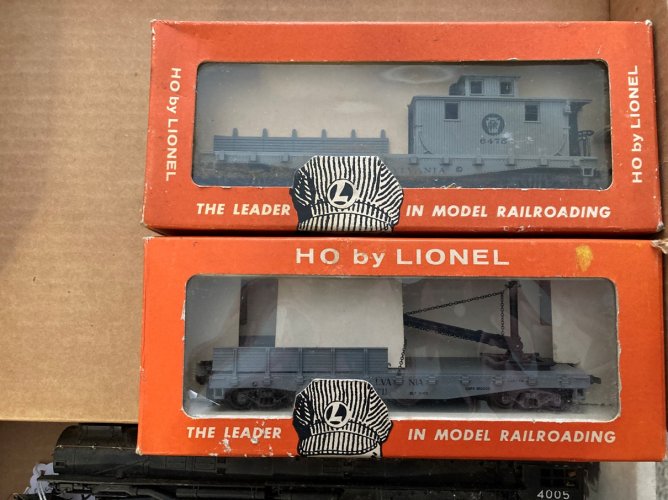 HO by LIONEL
HO by LIONEL
6475
THE LEADER
L
IN MODEL RAILROADING
HO by LIONEL
THE LEADER
L
IN MODEL RAILROADING
4005